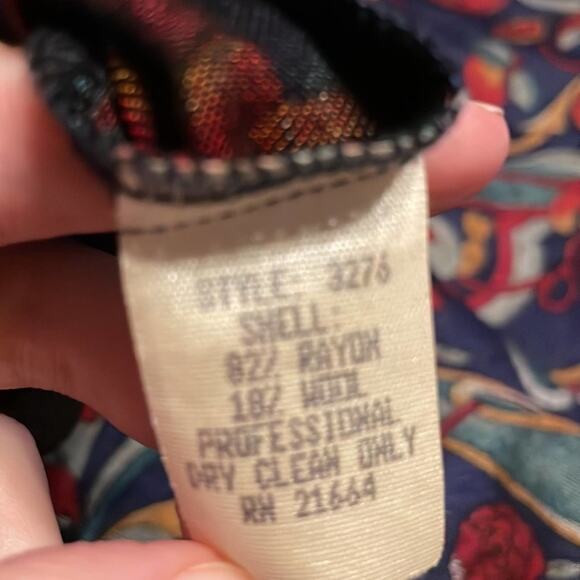 STYLE: 3276
SHELL:
82% RAYON
18% WOOL
PROFESSIONAL
DRY CLEAN ONLY
RN 21664